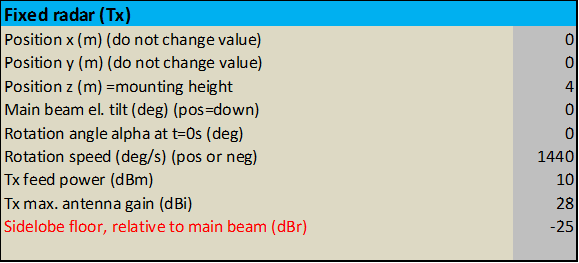 Fixed radar (Tx)
Position x (m) (do not change value) 0
Position y (m) (do not change value) 0
Position z (m) =mounting height 4
Main beam el. tilt (deg) (pos=down) 0
Rotation angle alpha at t=0s (deg) 0
Rotation speed (deg/s) (pos or neg) 1440
Tx feed power (dBm) 10
Tx max. antenna gain (dBi) 28
Sidelobe floor, relative to main beam (dBr) -25